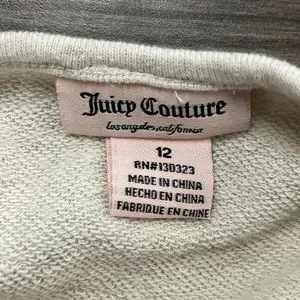 Juicy Couture
los angeles, california
12
RN#130323
MADE IN CHINA
HECHO EN CHINA
FABRIQUE EN CHINE